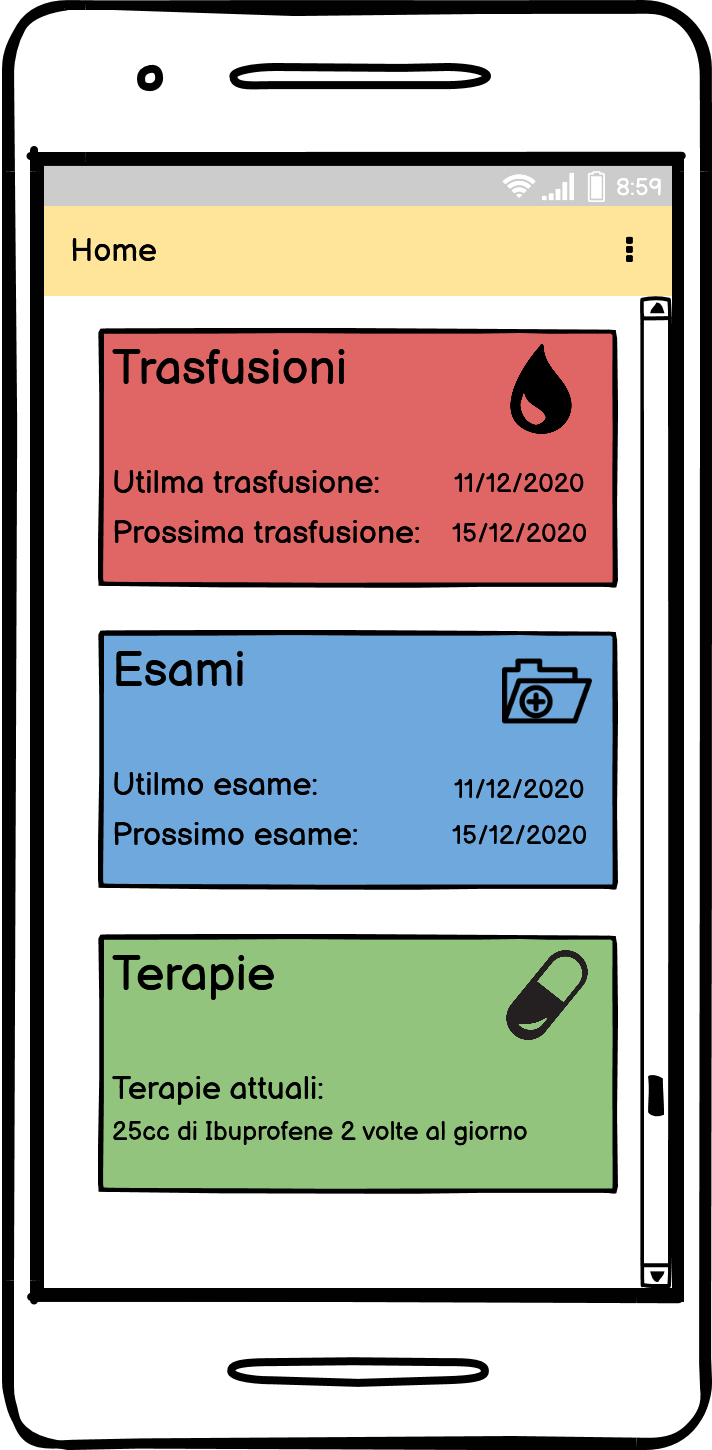 8:59
Home
Trasfusioni
Utilma trasfusione: 11/12/2020
Prossima trasfusione: 15/12/2020
Esami
Utilmo esame: 11/12/2020
Prossimo esame: 15/12/2020
Terapie
Terapie attuali:
25cc di Ibuprofene 2 volte al giorno